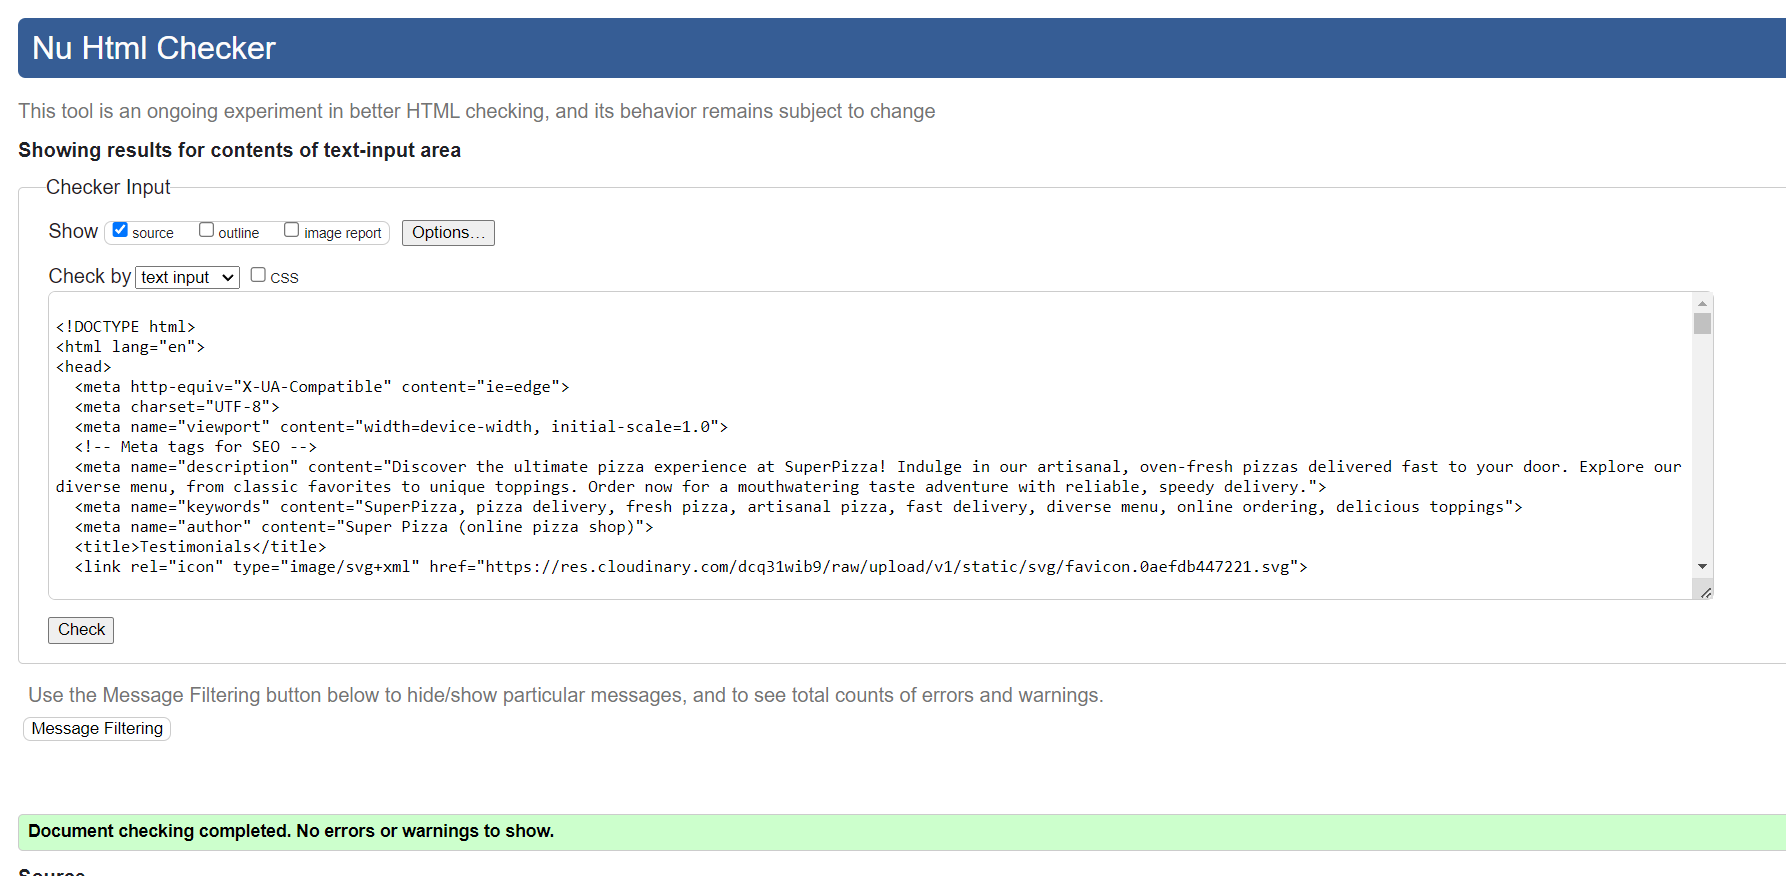 Nu Html Checker
This tool is an ongoing experiment in better HTML checking, and its behavior remains subject to change
Showing results for contents of text-input area
Checker Input
Show source outline image report Options...
Check by text input CSS
<!DOCTYPE html>
<html lang="en">
<head>
<meta http-equiv="X-UA-Compatible" content="ie=edge">
<meta charset="UTF-8">
<meta name="viewport" content="width=device-width, initial-scale=1.0">
<!-- Meta tags for SEO -->
<meta name="description" content="Discover the ultimate pizza experience at SuperPizza! Indulge in our artisanal, oven-fresh pizzas delivered fast to your door. Explore our
diverse menu, from classic favorites to unique toppings. Order now for a mouthwatering taste adventure with reliable, speedy delivery.">
<meta name="keywords" content="SuperPizza, pizza delivery, fresh pizza, artisanal pizza, fast delivery, diverse menu, online ordering, delicious toppings">
<meta name="author" content="Super Pizza (online pizza shop)">
<title>Testimonials</title>
<link rel="icon" type="image/svg+xml" href="https://res.cloudinary.com/dcq31wib9/raw/upload/v1/static/svg/favicon.0aefdb447221.svg">
Check
Use the Message Filtering button below to hide/show particular messages, and to see total counts of errors and warnings.
Message Filtering
Document checking completed. No errors or warnings to show.
Source